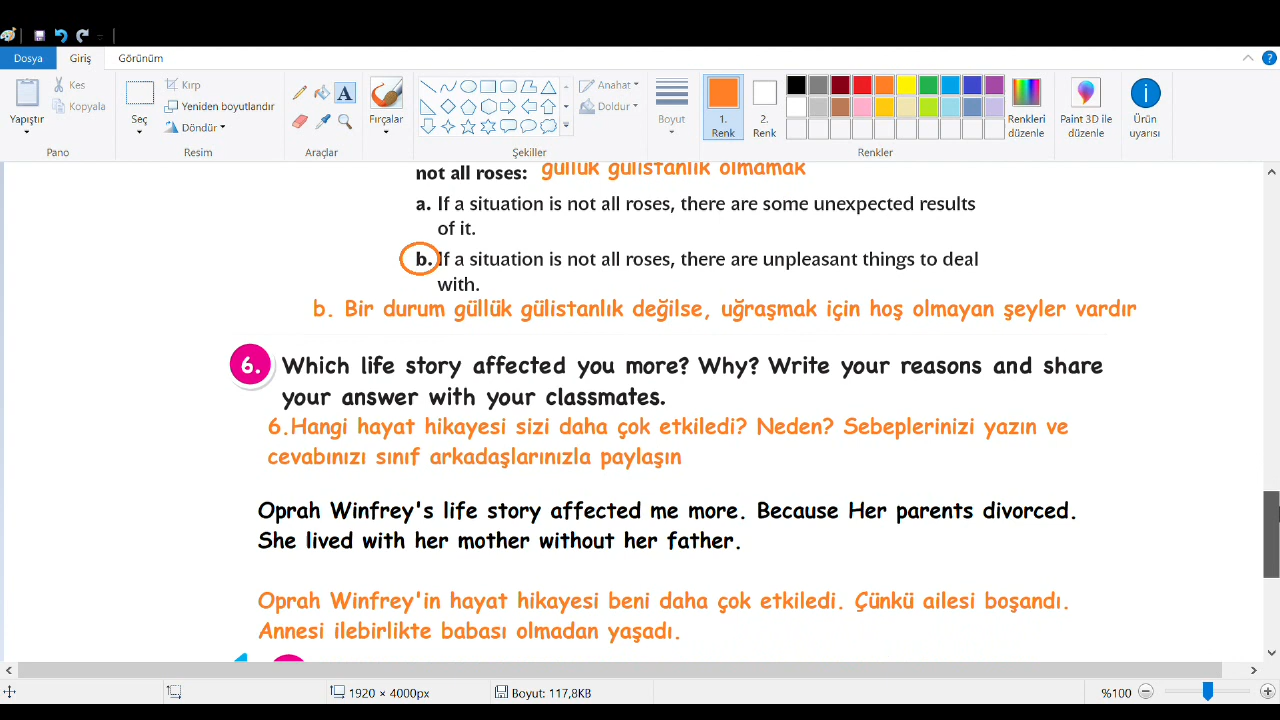 Dosya Giriş Görünüm
Yapıştır
Kes
Kopyala
Pano
Seç
Kırp
Yeniden boyutlandır
Döndür
Resim
A
Araçlar
Fırçalar
Anahat
Doldur
Şekiller
Boyut
1.
Renk
2.
Renk
Renkleri
düzenle
Renkler
Paint 3D ile
düzenle
Ürün
uyarısı
not all roses: güllük gülistanlık olmamak
a. If a situation is not all roses, there are some unexpected results
of it.
b. If a situation is not all roses, there are unpleasant things to deal
with.
b. Bir durum güllük gülistanlık değilse, uğraşmak için hoş olmayan şeyler vardır
6. Which life story affected you more? Why? Write your reasons and share
your answer with your classmates.
6.Hangi hayat hikayesi sizi daha çok etkiledi? Neden? Sebeplerinizi yazın ve
cevabınızı sınıf arkadaşlarınızla paylaşın
Oprah Winfrey's life story affected me more. Because Her parents divorced.
She lived with her mother without her father.
Oprah Winfrey'in hayat hikayesi beni daha çok etkiledi. Çünkü ailesi boşandı.
Annesi ilebirlikte babası olmadan yaşadı.
1920 × 4000px Boyut: 117,8KB %100